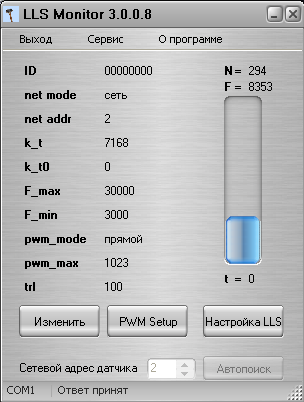 LLS Monitor 3.0.0.8
Выход Сервис О программе
ID 00000000
N = 294
F = 8353
net mode сеть
net addr 2
k_t 7168
k_t0 0
F_max 30000
F_min 3000
pwm_mode прямой
pwm_max 1023
trl 100
t = 0
Изменить PWM Setup Настройка LLS
Сетевой адрес датчика 2 Автопоиск
COM1 Ответ принят